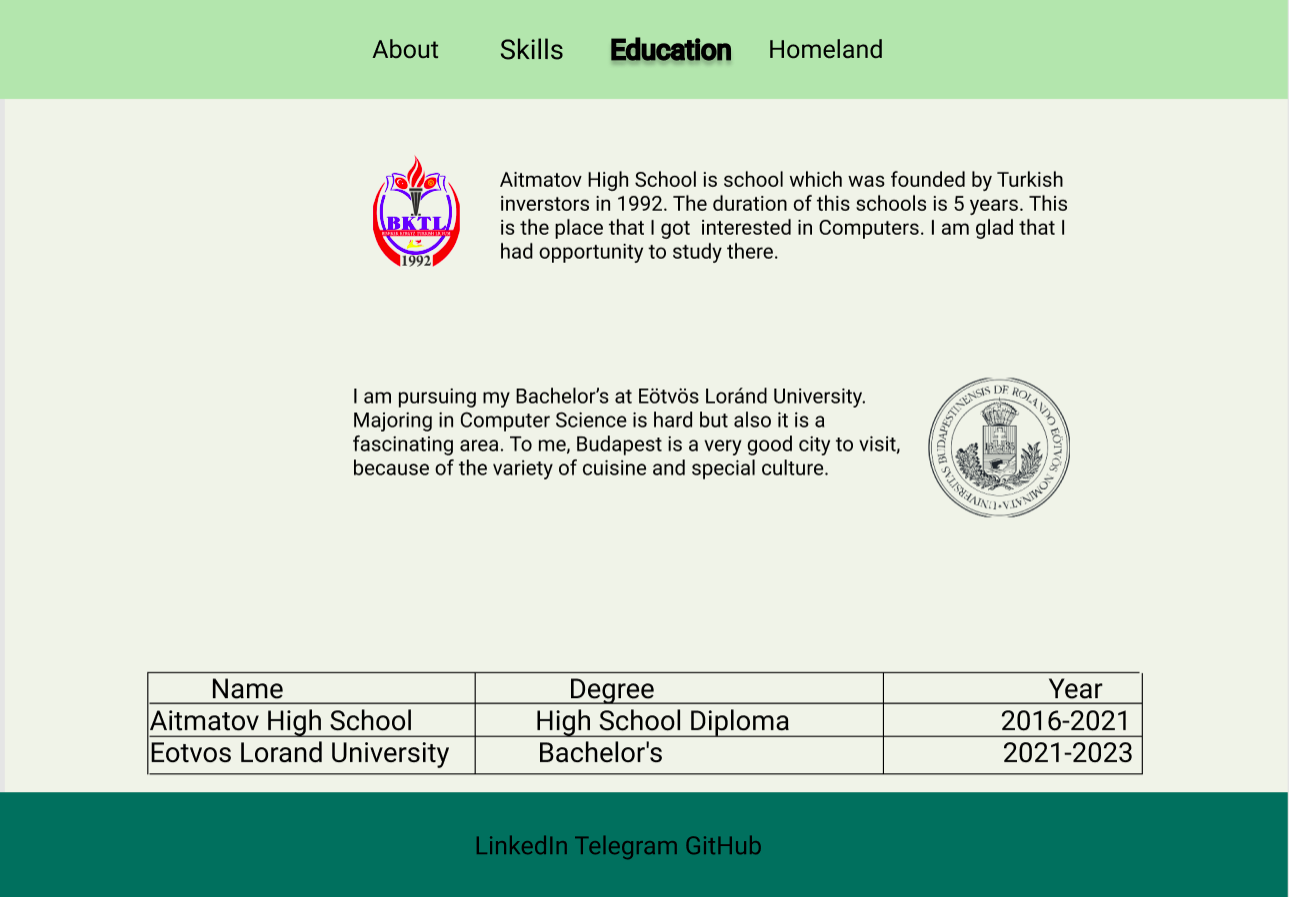 About Skills Education Homeland
Aitmatov High School is school which was founded by Turkish
inverstors in 1992. The duration of this schools is 5 years. This
is the place that I got  interested in Computers. I am glad that I
had opportunity to study there.
BKTL
1992
I am pursuing my Bachelor’s at Eötvös Loránd University.
Majoring in Computer Science is hard but also it is a
fascinating area. To me, Budapest is a very good city to visit,
because of the variety of cuisine and special culture.
UNIVERSITAS BUDAPESTINENSIS DE ROLANDO EÖTVÖS NOMINATA
Name Degree Year
Aitmatov High School High School Diploma 2016-2021
Eotvos Lorand University Bachelor's 2021-2023
LinkedIn Telegram GitHub